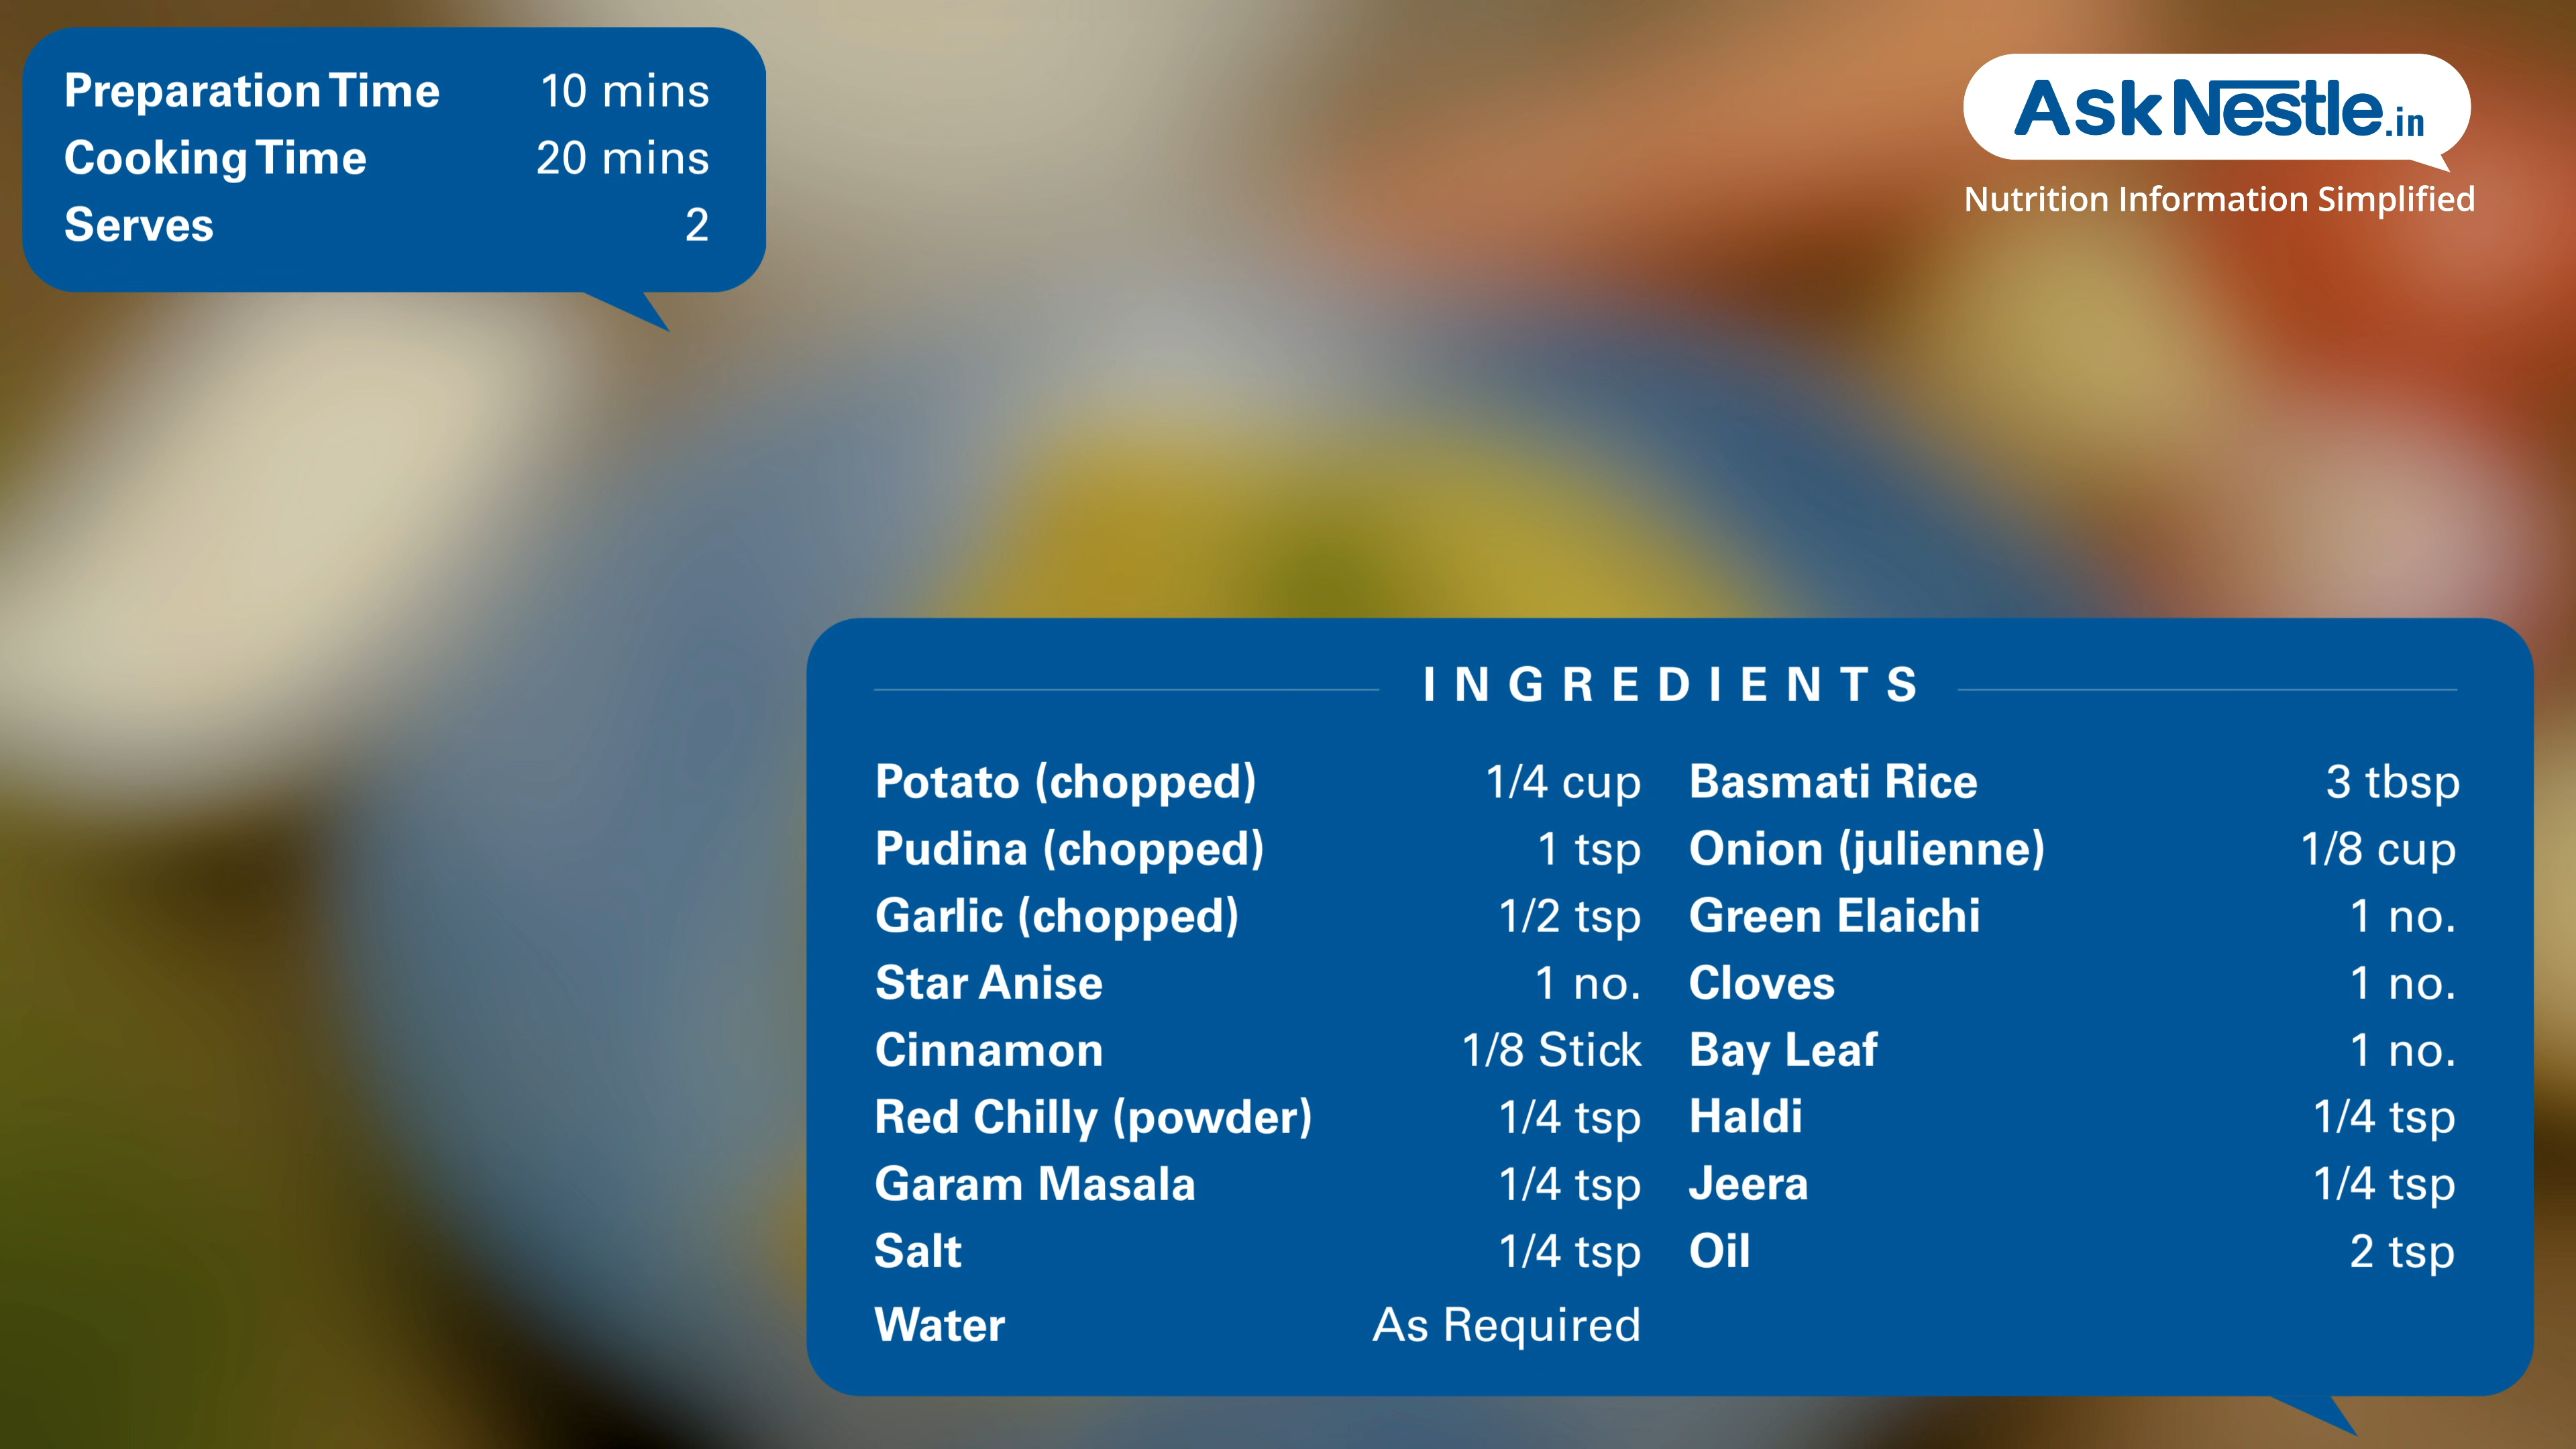 Preparation Time 10 mins
Cooking Time 20 mins
Serves 2
AskNestle.in
Nutrition Information Simplified
INGREDIENTS
Potato (chopped) 1/4 cup Basmati Rice 3 tbsp
Pudina (chopped) 1 tsp Onion (julienne) 1/8 cup
Garlic (chopped) 1/2 tsp Green Elaichi 1 no.
Star Anise 1 no. Cloves 1 no.
Cinnamon 1/8 Stick Bay Leaf 1 no.
Red Chilly (powder) 1/4 tsp Haldi 1/4 tsp
Garam Masala 1/4 tsp Jeera 1/4 tsp
Salt 1/4 tsp Oil 2 tsp
Water As Required